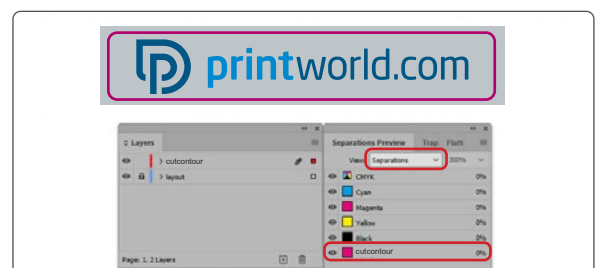 printworld.com
Layers
> cutcontour
> layout
Page: 1, 2 Layers
Separations Preview Trap Flatt
View: Separations 300%
CMYK 0%
Cyan 0%
Magenta 0%
Yellow 0%
Black 0%
cutcontour 0%